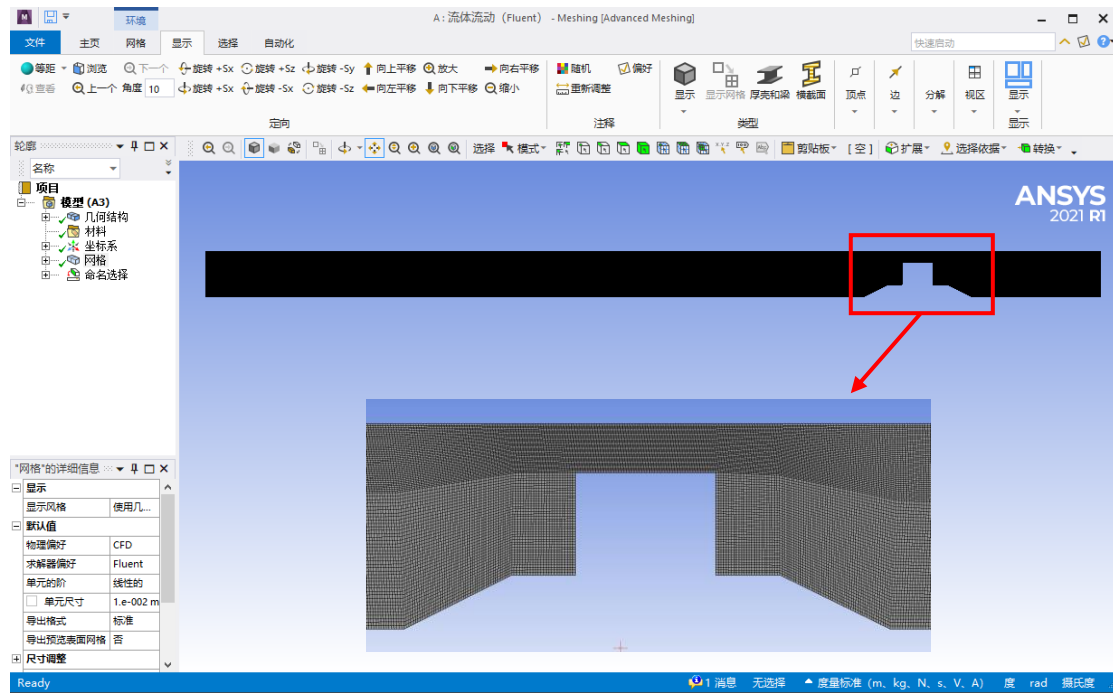 M 环境 A : 流体流动 (Fluent) - Meshing [Advanced Meshing]
文件 主页 网格 显示 选择 自动化 快速启动
等距 浏览 下一个 旋转 +Sx 旋转 +Sz 旋转 -Sy 向上平移 放大 向右平移 随机 偏好
查看 上一个 角度 10 旋转 +Sx 旋转 -Sx 旋转 -Sz 向左平移 向下平移 缩小 重新调整
显示 显示网格 厚壳和梁 横截面 顶点 边 分解 视区 显示
定向 注释 类型 显示
轮廓 选择 模式 剪贴板 [ 空 ] 扩展 选择依据 转换
名称
项目
模型 (A3)
几何结构
材料
坐标系
网格
命名选择
ANSYS
2021 R1
"网格"的详细信息
显示
显示风格 使用几...
默认值
物理偏好 CFD
求解器偏好 Fluent
单元的阶 线性的
单元尺寸 1.e-002 m
导出格式 标准
导出预览表面网格 否
尺寸调整
Ready 1 消息 无选择 度量标准 (m、kg、N、s、V、A) 度 rad 摄氏度